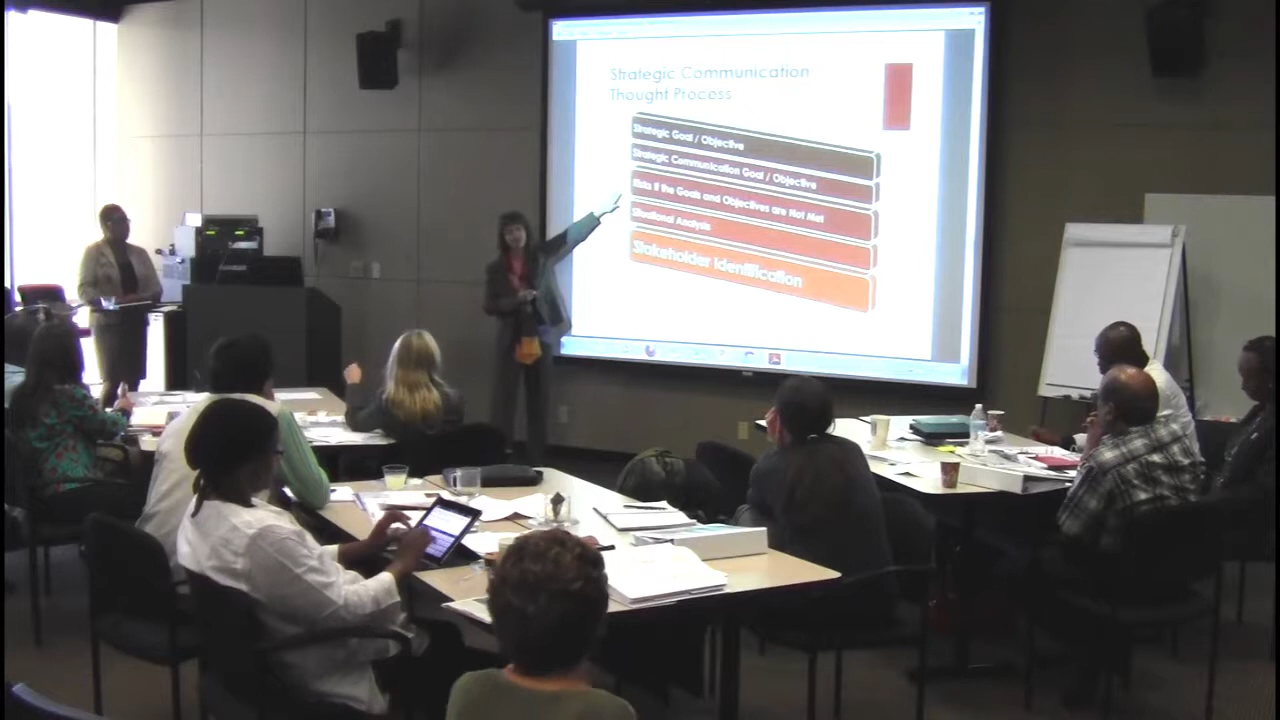 Strategic Communication
Thought Process
Strategic Goal / Objective
Strategic Communication Goal / Objective
Risks if the Goals and Objectives are Not Met
Situational Analysis
Stakeholder Identification